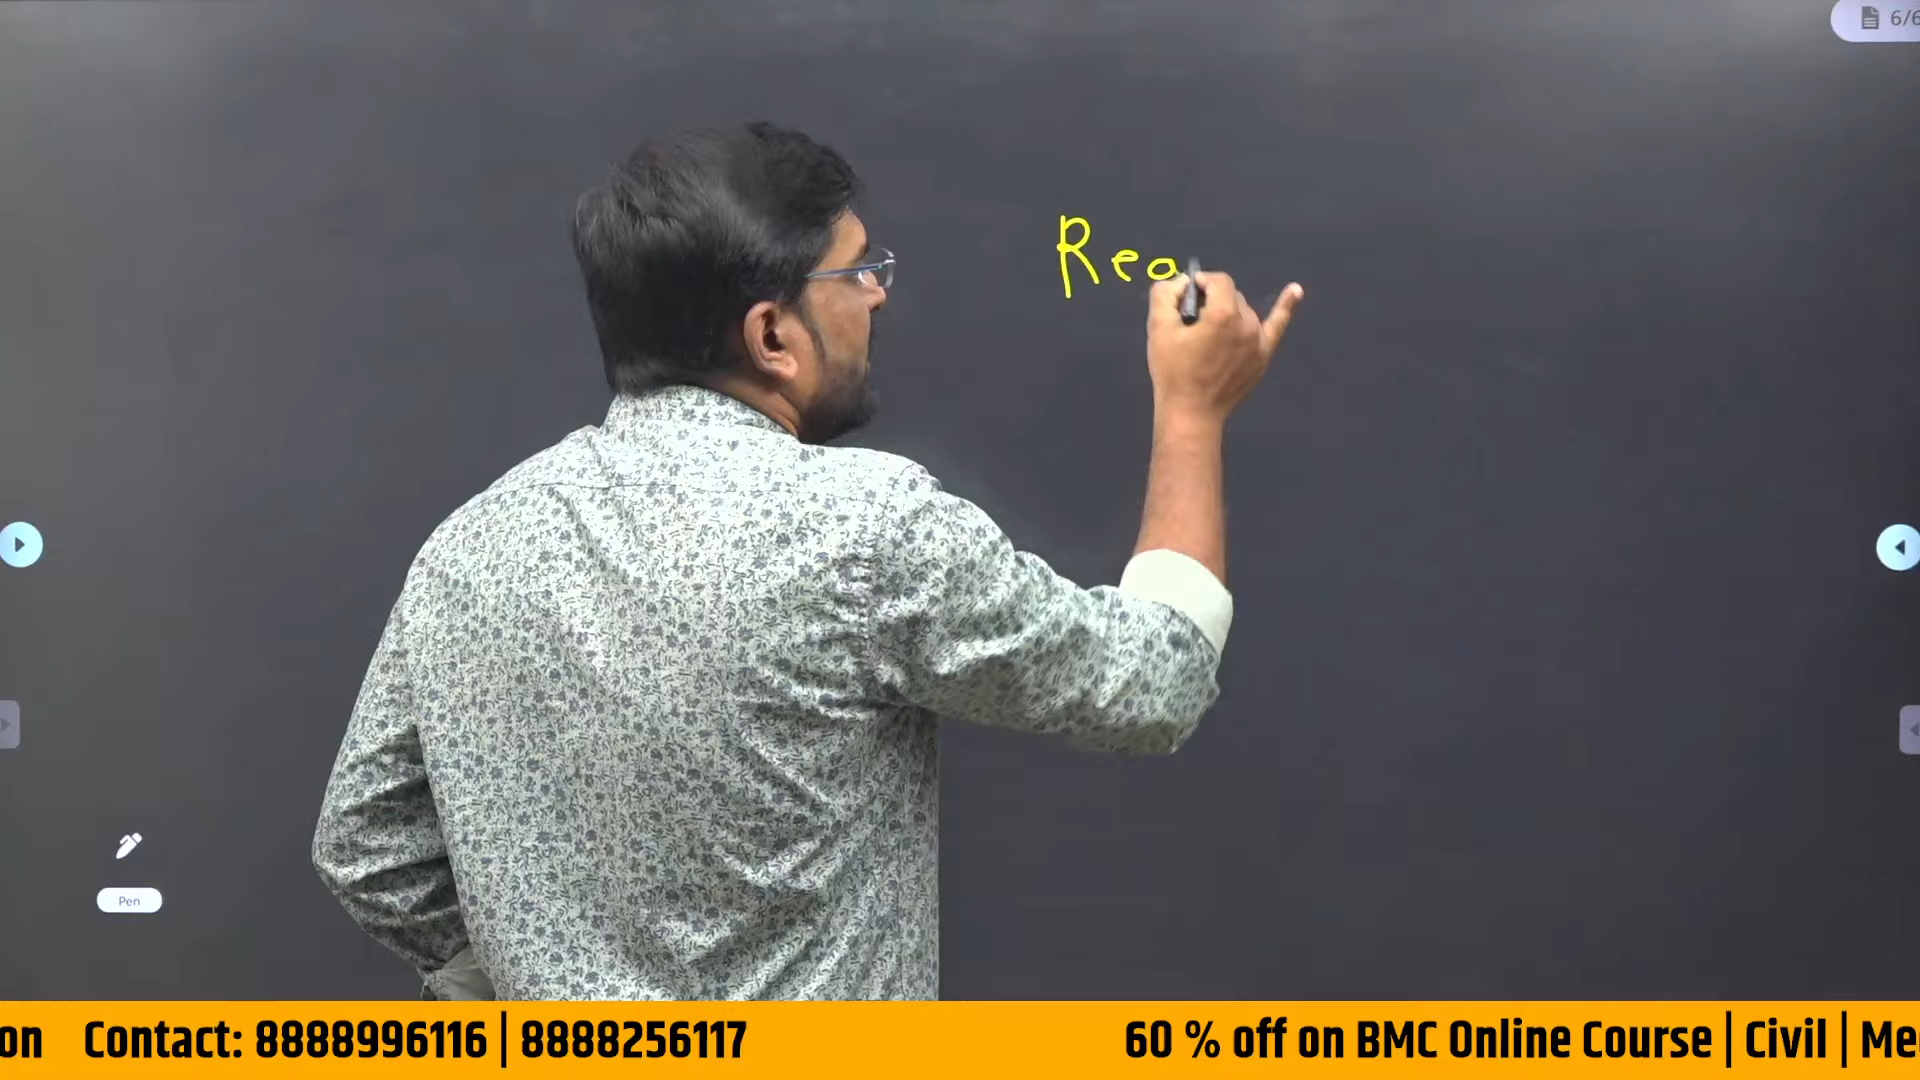 6/6
Rea
Pen
on Contact: 8888996116 | 8888256117 60 % off on BMC Online Course | Civil | Me